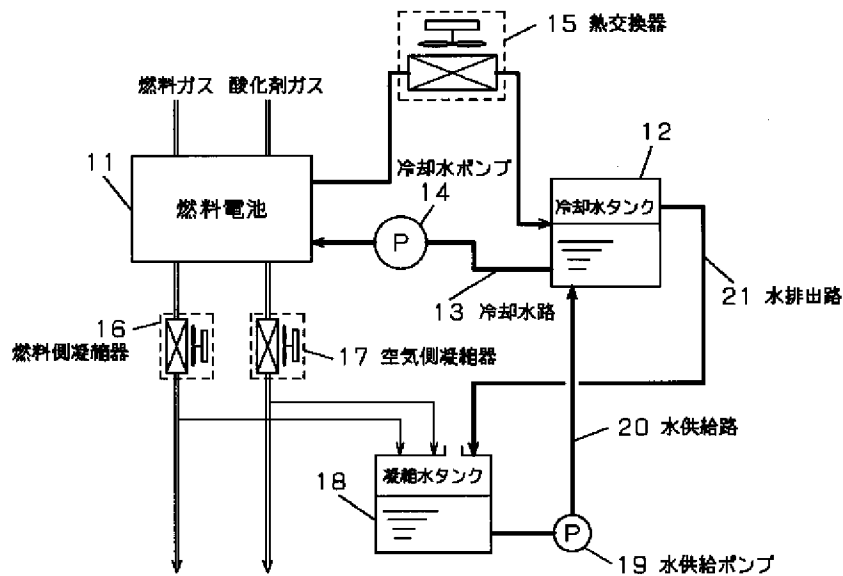 15 熱交換器
燃料ガス
酸化剤ガス
12
11
冷却水ポンプ
14
燃料電池
冷却水タンク
P
13 冷却水路
21 水排出路
16
燃料側凝縮器
17 空気側凝縮器
20 水供給路
18
凝縮水タンク
P
19 水供給ポンプ